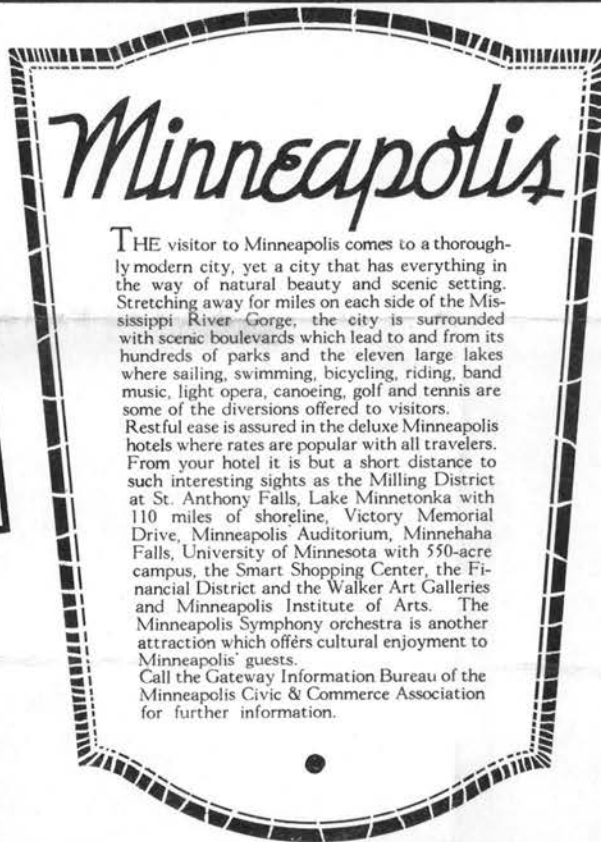 Minneapolis
THE visitor to Minneapolis comes to a thorough-
ly modern city, yet a city that has everything in
the way of natural beauty and scenic setting.
Stretching away for miles on each side of the Mis-
sissippi River Gorge, the city is surrounded
with scenic boulevards which lead to and from its
hundreds of parks and the eleven large lakes
where sailing, swimming, bicycling, riding, band
music, light opera, canoeing, golf and tennis are
some of the diversions offered to visitors.
Restful ease is assured in the deluxe Minneapolis
hotels where rates are popular with all travelers.
From your hotel it is but a short distance to
such interesting sights as the Milling District
at St. Anthony Falls, Lake Minnetonka with
110 miles of shoreline, Victory Memorial
Drive, Minneapolis Auditorium, Minnehaha
Falls, University of Minnesota with 550-acre
campus, the Smart Shopping Center, the Fi-
nancial District and the Walker Art Galleries
and Minneapolis Institute of Arts. The
Minneapolis Symphony orchestra is another
attraction which offers cultural enjoyment to
Minneapolis' guests.
Call the Gateway Information Bureau of the
Minneapolis Civic & Commerce Association
for further information.